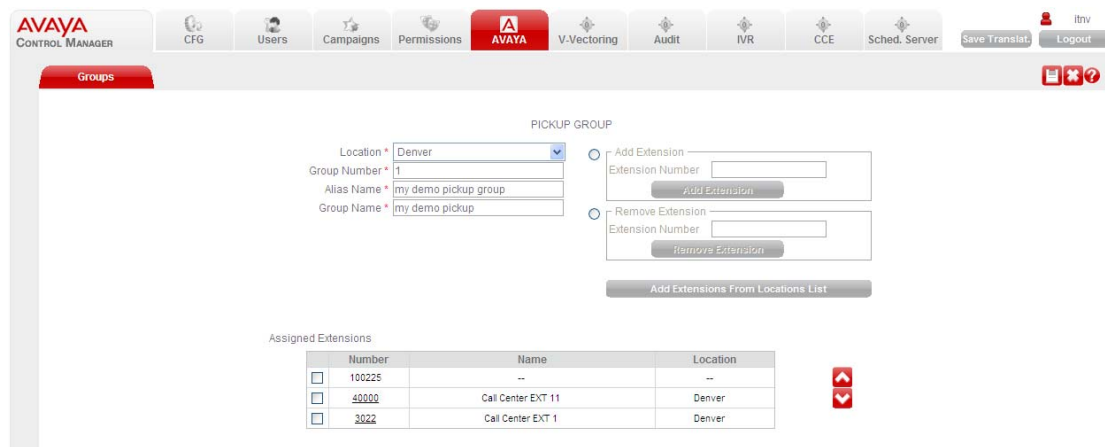 AVAYA
CONTROL MANAGER
CFG
Users
Campaigns
Permissions
A
AVAYA
V-Vectoring
Audit
IVR
CCE
Sched. Server
itnv
Save Translat.
Logout
Groups
?
PICKUP GROUP
Location * Denver
Group Number * 1
Alias Name * my demo pickup group
Group Name * my demo pickup
Add Extension
Extension Number
Add Extension
Remove Extension
Extension Number
Remove Extension
Add Extensions From Locations List
Assigned Extensions
Number Name Location
100225 -- --
40000 Call Center EXT 11 Denver
3022 Call Center EXT 1 Denver